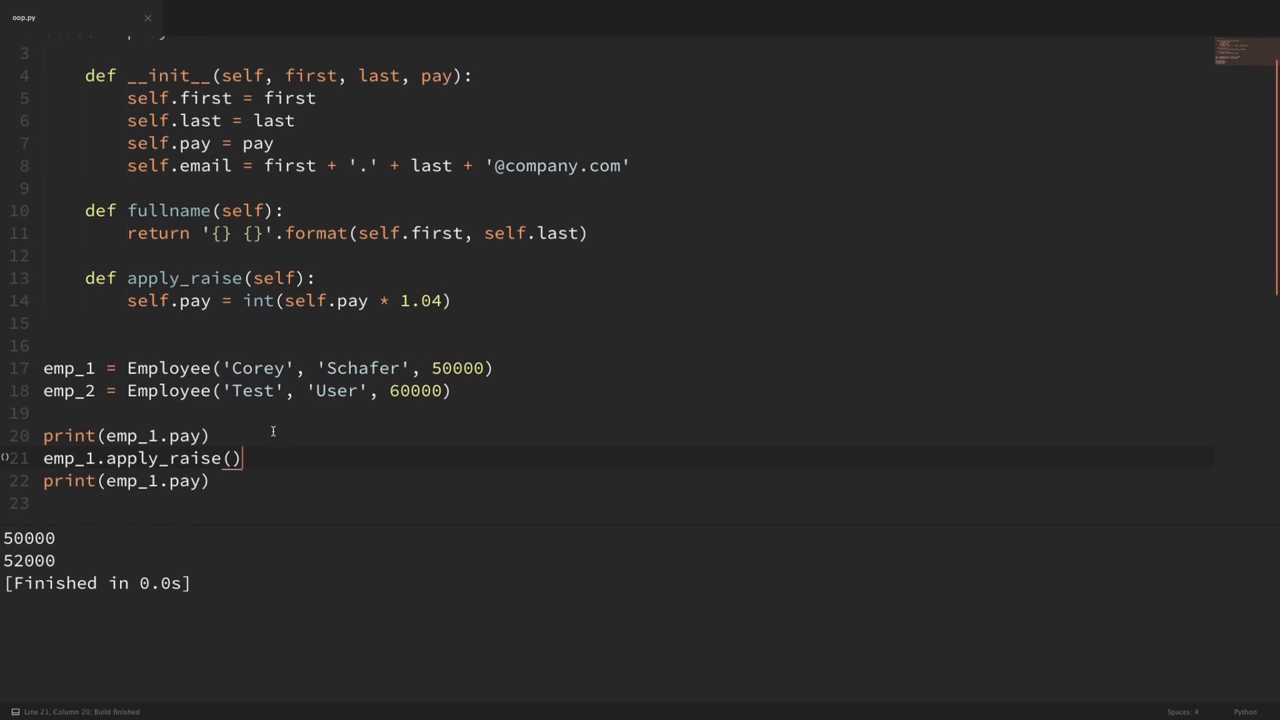 oop.py
×
3
4 def __init__(self, first, last, pay):
5 self.first = first
6 self.last = last
7 self.pay = pay
8 self.email = first + '.' + last + '@company.com'
9
10 def fullname(self):
11 return '{} {}'.format(self.first, self.last)
12
13 def apply_raise(self):
14 self.pay = int(self.pay * 1.04)
15
16
17 emp_1 = Employee('Corey', 'Schafer', 50000)
18 emp_2 = Employee('Test', 'User', 60000)
19
20 print(emp_1.pay)
()21 emp_1.apply_raise()
22 print(emp_1.pay)
23
50000
52000
[Finished in 0.0s]
Line 21, Column 20; Build finished
Spaces: 4
Python